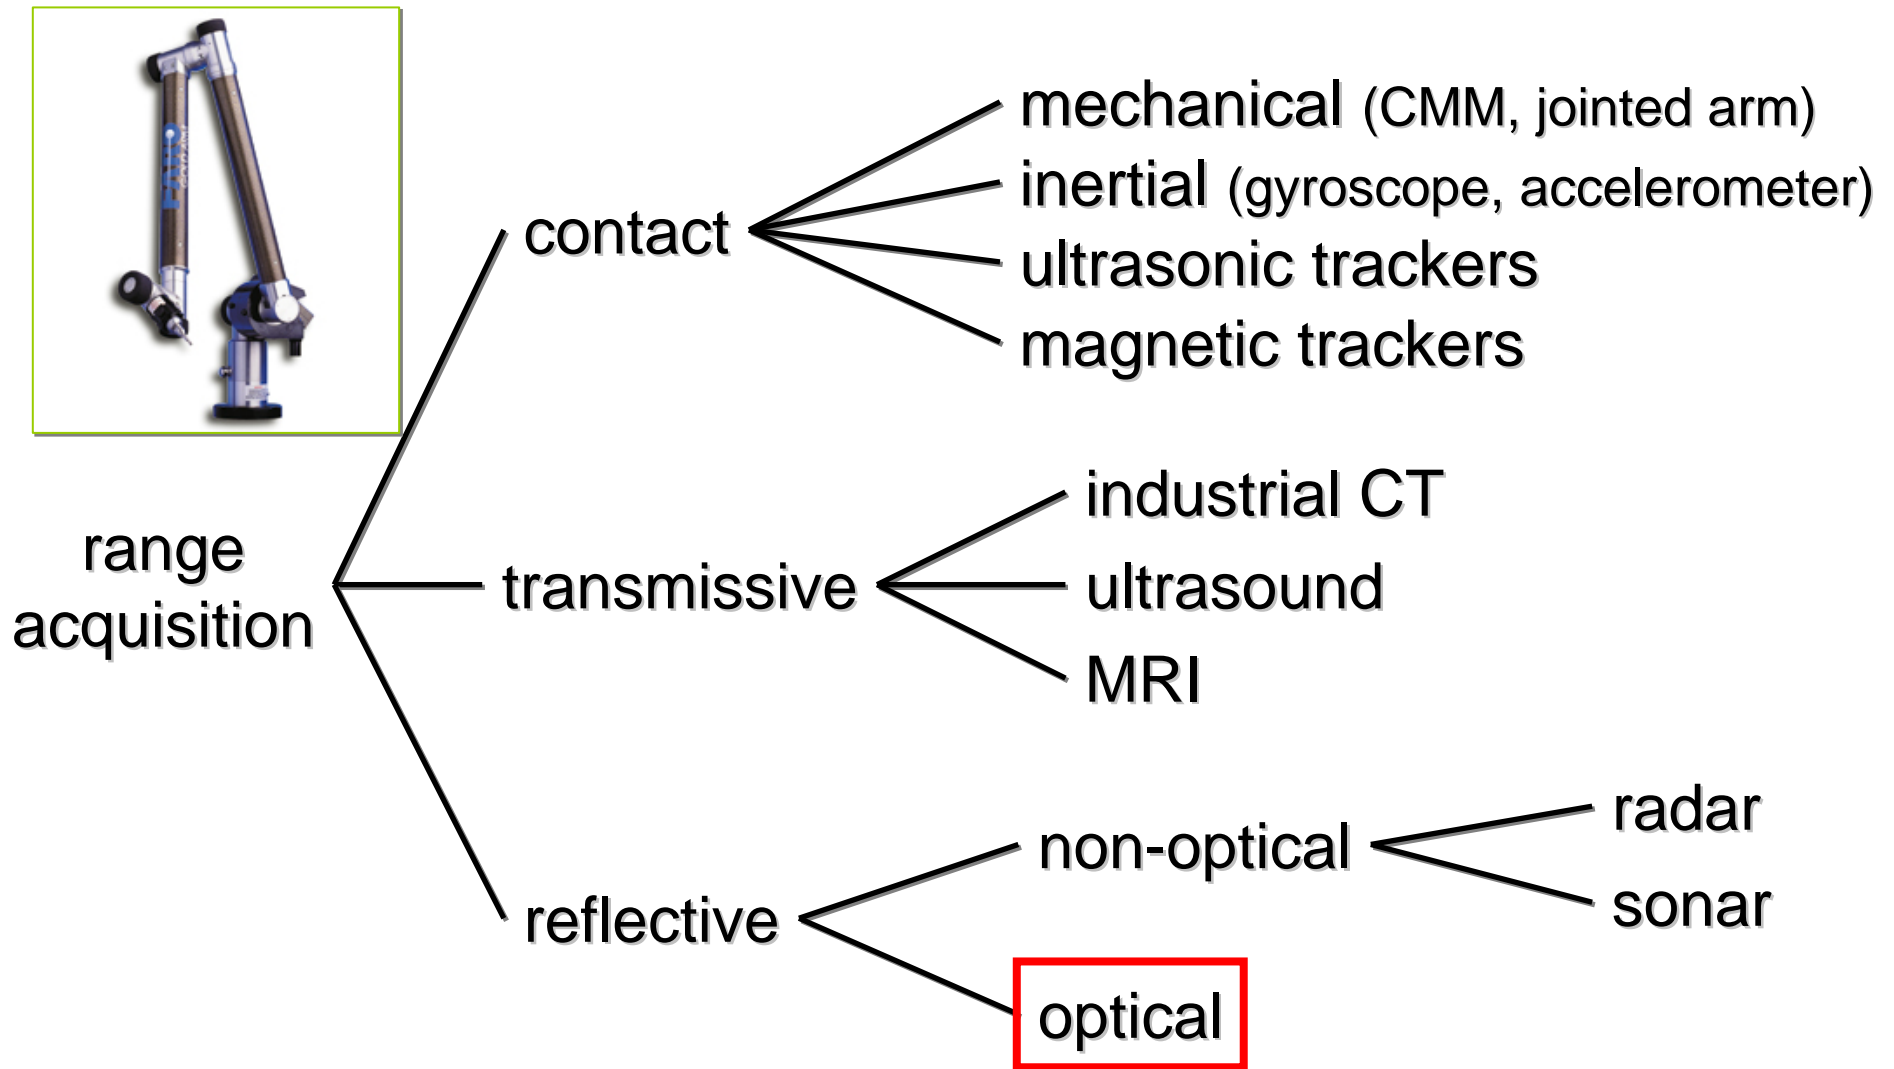 FARO
mechanical (CMM, jointed arm)
inertial (gyroscope, accelerometer)
contact
ultrasonic trackers
magnetic trackers
industrial CT
range
acquisition
transmissive
ultrasound
MRI
radar
non-optical
sonar
reflective
optical